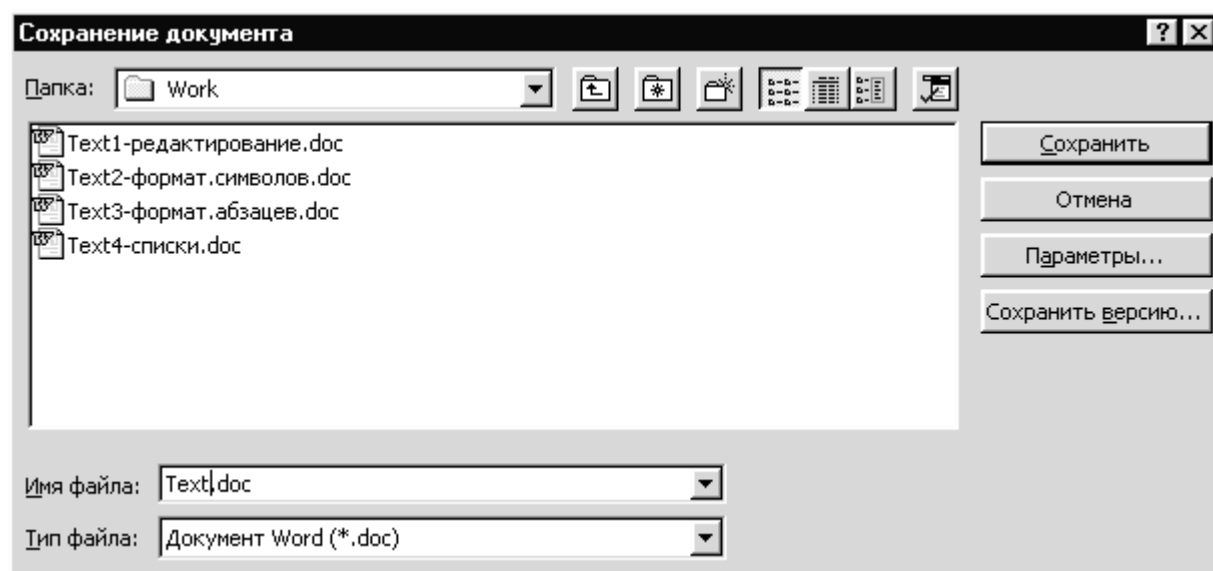 Сохранение документа
Папка: Work
Text1-редактирование.doc
Text2-формат.символов.doc
Text3-формат.абзацев.doc
Text4-списки.doc
Сохранить
Отмена
Параметры...
Сохранить версию...
Имя файла: Text.doc
Тип файла: Документ Word (*.doc)